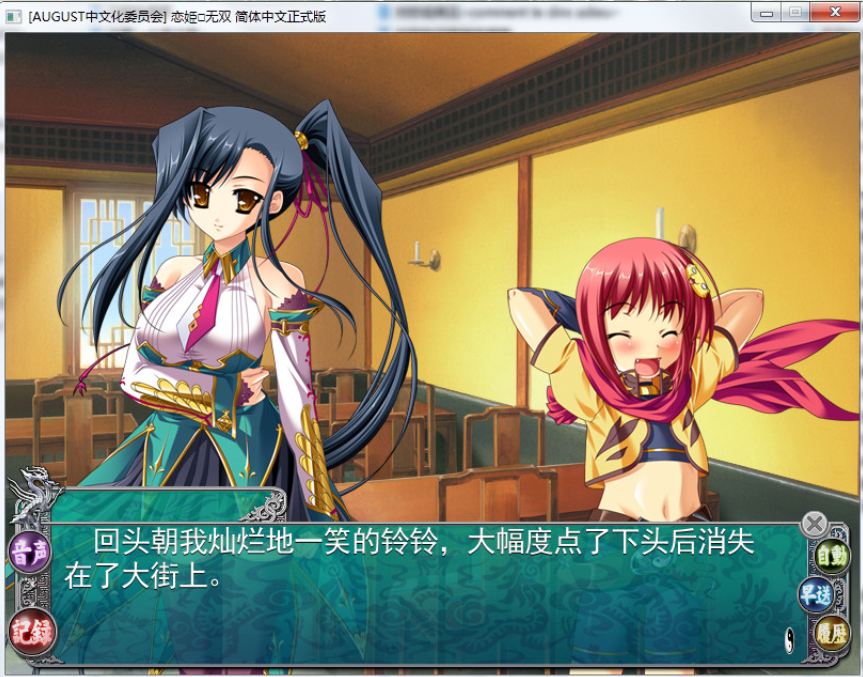 [AUGUST中文化委员会] 恋姫□无双 简体中文正式版
回头朝我灿烂地一笑的铃铃，大幅度点了下头后消失
在了大街上。
音声
自動
早送
記録
履歴